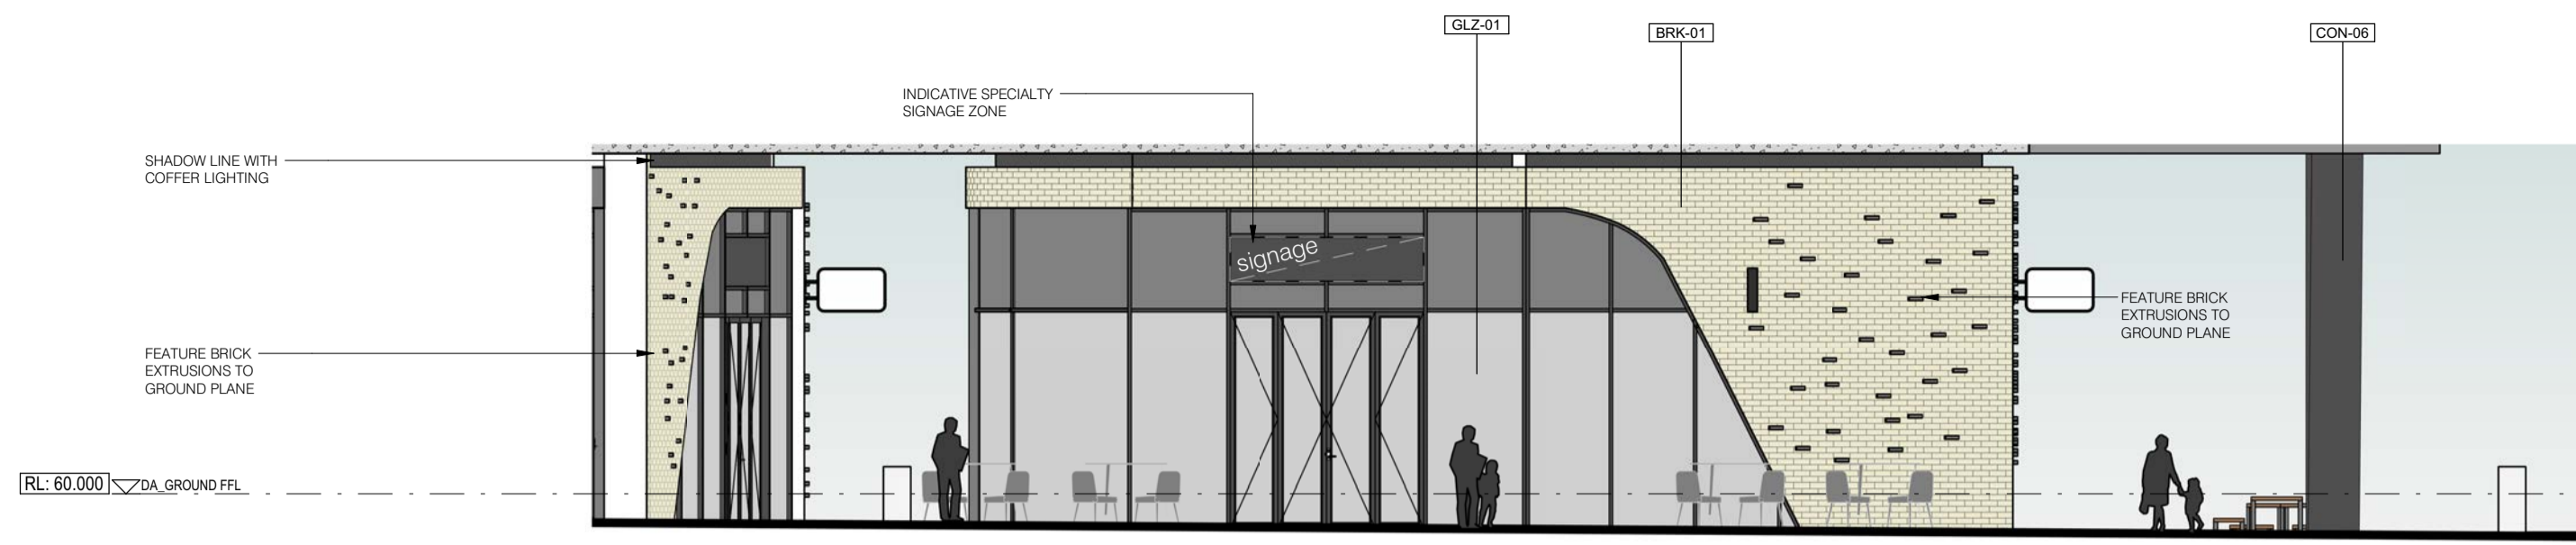 GLZ-01
BRK-01
CON-06
INDICATIVE SPECIALTY
SIGNAGE ZONE
SHADOW LINE WITH
COFFER LIGHTING
signage
FEATURE BRICK
EXTRUSIONS TO
GROUND PLANE
FEATURE BRICK
EXTRUSIONS TO
GROUND PLANE
RL: 60.000 DA_GROUND FFL